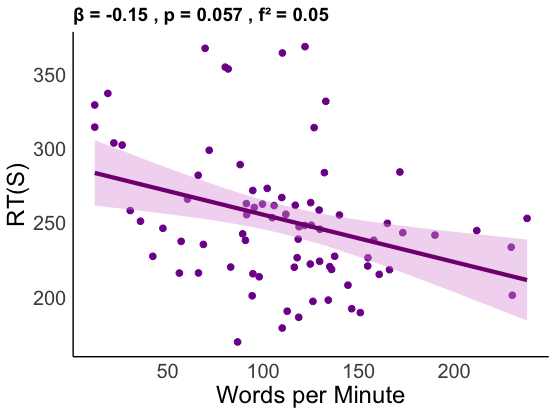 β = -0.15 , p = 0.057 , f² = 0.05
350
300
250
200
RT(S)
50 100 150 200
Words per Minute